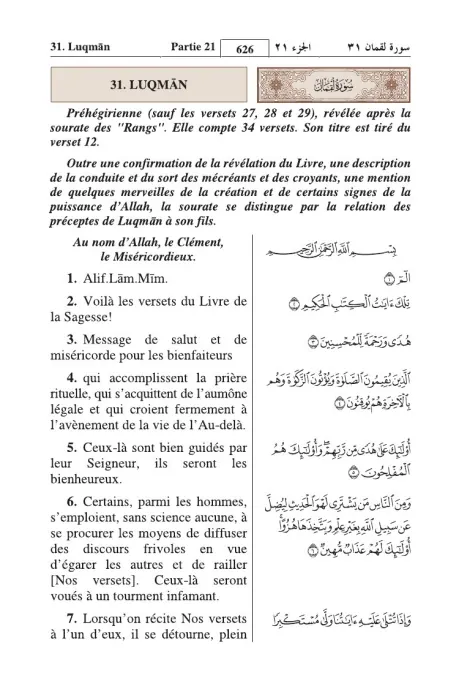 31. Luqmān Partie 21 626 الجزء ٢١ سورة لقمان ٣١
31. LUQMĀN سُورَةُ لُقْمَانَ
Préhégirienne (sauf les versets 27, 28 et 29), révélée après la
sourate des "Rangs". Elle compte 34 versets. Son titre est tiré du
verset 12.
Outre une confirmation de la révélation du Livre, une description
de la conduite et du sort des mécréants et des croyants, une mention
de quelques merveilles de la création et de certains signes de la
puissance d'Allah, la sourate se distingue par la relation des
préceptes de Luqmān à son fils.
Au nom d'Allah, le Clément,
le Miséricordieux.
1. Alif.Lām.Mīm.
2. Voilà les versets du Livre de
la Sagesse!
3. Message de salut et de
miséricorde pour les bienfaiteurs
4. qui accomplissent la prière
rituelle, qui s'acquittent de l'aumône
légale et qui croient fermement à
l'avènement de la vie de l'Au-delà.
5. Ceux-là sont bien guidés par
leur Seigneur, ils seront les
bienheureux.
6. Certains, parmi les hommes,
s'emploient, sans science aucune, à
se procurer les moyens de diffuser
des discours frivoles en vue
d'égarer les autres et de railler
[Nos versets]. Ceux-là seront
voués à un tourment infamant.
7. Lorsqu'on récite Nos versets
à l'un d'eux, il se détourne, plein
بِسْمِ ٱللَّهِ ٱلرَّحْمَٰنِ ٱلرَّحِيمِ
الٓمٓ ١
تِلْكَ ءَايَٰتُ ٱلْكِتَٰبِ ٱلْحَكِيمِ ٢
هُدًى وَرَحْمَةً لِّلْمُحْسِنِينَ ٣
ٱلَّذِينَ يُقِيمُونَ ٱلصَّلَوٰةَ وَيُؤْتُونَ ٱلزَّكَوٰةَ وَهُم
بِٱلْءَاخِرَةِ هُمْ يُوقِنُونَ ٤
أُو۟لَٰٓئِكَ عَلَىٰ هُدًى مِّن رَّبِّهِمْ ۖ وَأُو۟لَٰٓئِكَ هُمُ
ٱلْمُفْلِحُونَ ٥
وَمِنَ ٱلنَّاسِ مَن يَشْتَرِى لَهْوَ ٱلْحَدِيثِ لِيُضِلَّ
عَن سَبِيلِ ٱللَّهِ بِغَيْرِ عِلْمٍ وَيَتَّخِذَهَا هُزُوًا ۚ
أُو۟لَٰٓئِكَ لَهُمْ عَذَابٌ مُّهِينٌ ٦
وَإِذَا تُتْلَىٰ عَلَيْهِ ءَايَٰتُنَا وَلَّىٰ مُسْتَكْبِرًا